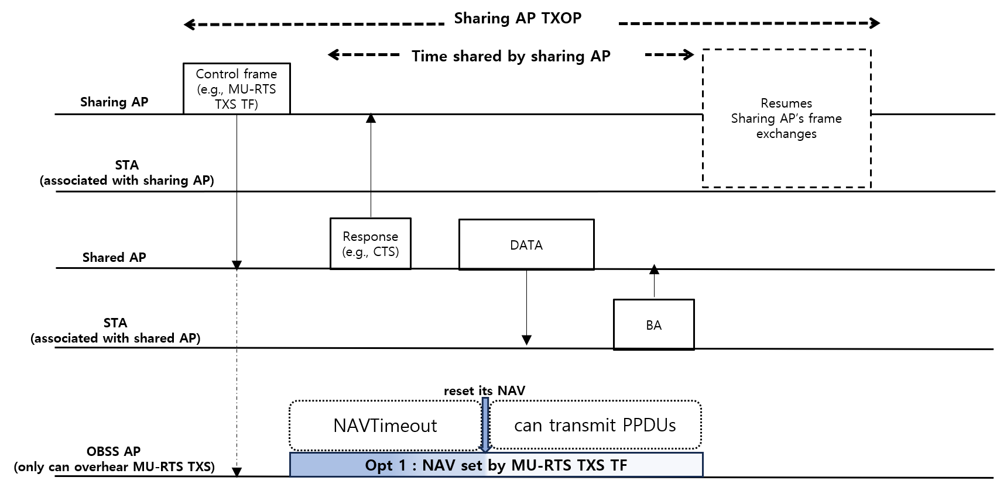 Sharing AP TXOP
Time shared by sharing AP
Control frame
(e.g., MU-RTS
TXS TF)
Sharing AP
Resumes
Sharing AP’s frame
exchanges
STA
(associated with sharing AP)
Response
(e.g., CTS)
DATA
Shared AP
STA
(associated with shared AP)
BA
reset its NAV
NAVTimeout
can transmit PPDUs
OBSS AP
(only can overhear MU-RTS TXS)
Opt 1 : NAV set by MU-RTS TXS TF